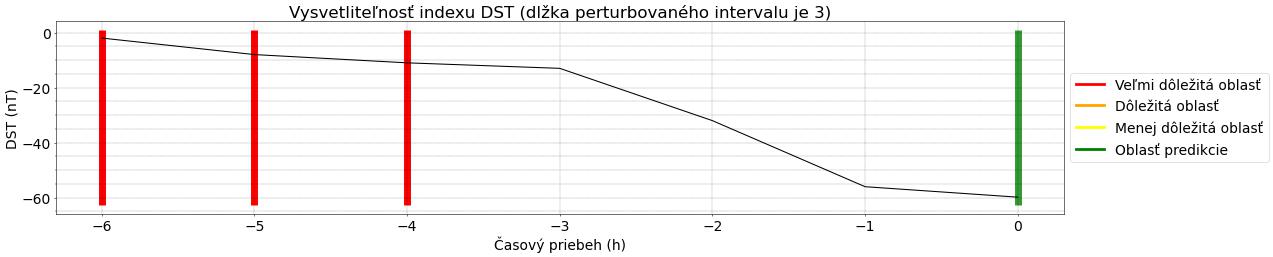 Vysvetliteľnosť indexu DST (dĺžka perturbovaného intervalu je 3)
DST (nT)
0
−20
−40
−60
−6
−5
−4
−3
−2
−1
0
Časový priebeh (h)
Veľmi dôležitá oblasť
Dôležitá oblasť
Menej dôležitá oblasť
Oblasť predikcie